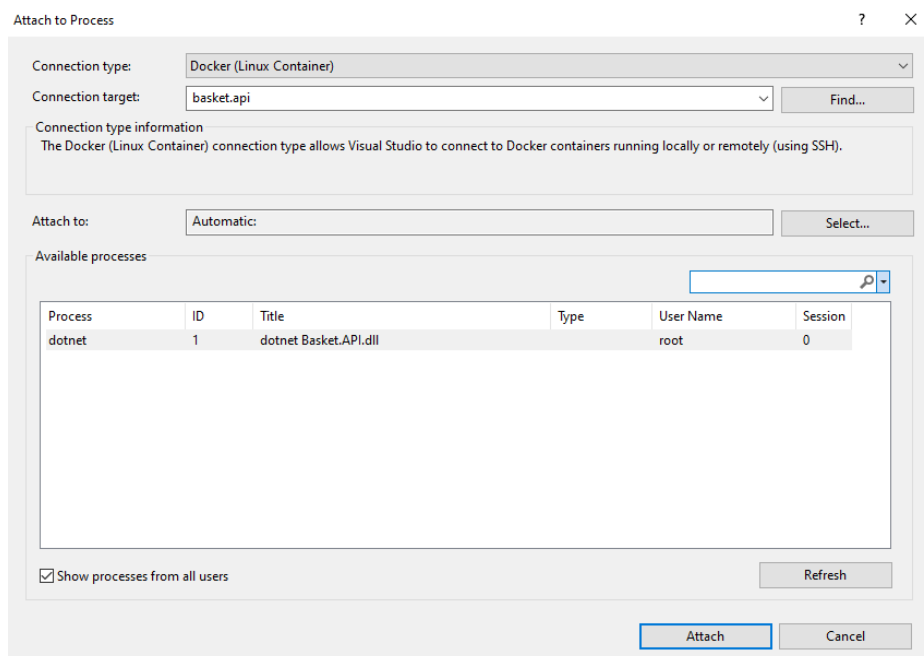 Attach to Process
Connection type: Docker (Linux Container)
Connection target: basket.api Find...
Connection type information
The Docker (Linux Container) connection type allows Visual Studio to connect to Docker containers running locally or remotely (using SSH).
Attach to: Automatic: Select...
Available processes
Process ID Title Type User Name Session
dotnet 1 dotnet Basket.API.dll root 0
Show processes from all users Refresh
Attach Cancel